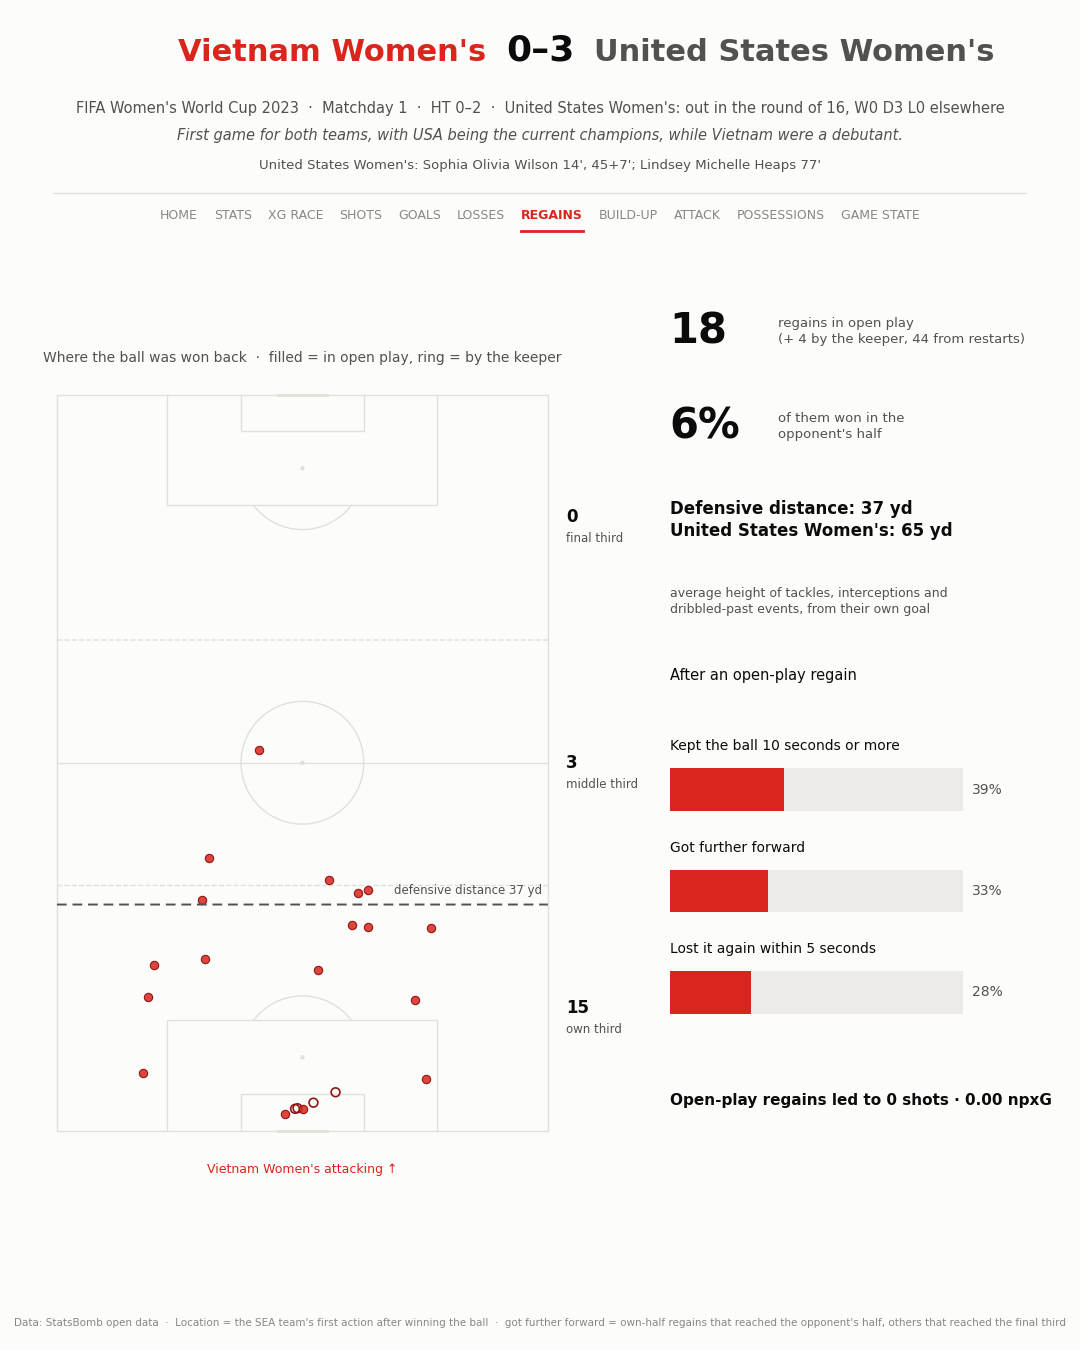 Vietnam Women's 0–3 United States Women's
FIFA Women's World Cup 2023 · Matchday 1 · HT 0–2 · United States Women's: out in the round of 16, W0 D3 L0 elsewhere
First game for both teams, with USA being the current champions, while Vietnam were a debutant.
United States Women's: Sophia Olivia Wilson 14', 45+7'; Lindsey Michelle Heaps 77'
HOME STATS XG RACE SHOTS GOALS LOSSES REGAINS BUILD-UP ATTACK POSSESSIONS GAME STATE
Where the ball was won back · filled = in open play, ring = by the keeper
0
final third
3
middle third
defensive distance 37 yd
15
own third
Vietnam Women's attacking ↑
18
regains in open play
(+ 4 by the keeper, 44 from restarts)
6%
of them won in the
opponent's half
Defensive distance: 37 yd
United States Women's: 65 yd
average height of tackles, interceptions and
dribbled-past events, from their own goal
After an open-play regain
Kept the ball 10 seconds or more
39%
Got further forward
33%
Lost it again within 5 seconds
28%
Open-play regains led to 0 shots · 0.00 npxG
Data: StatsBomb open data · Location = the SEA team's first action after winning the ball · got further forward = own-half regains that reached the opponent's half, others that reached the final third